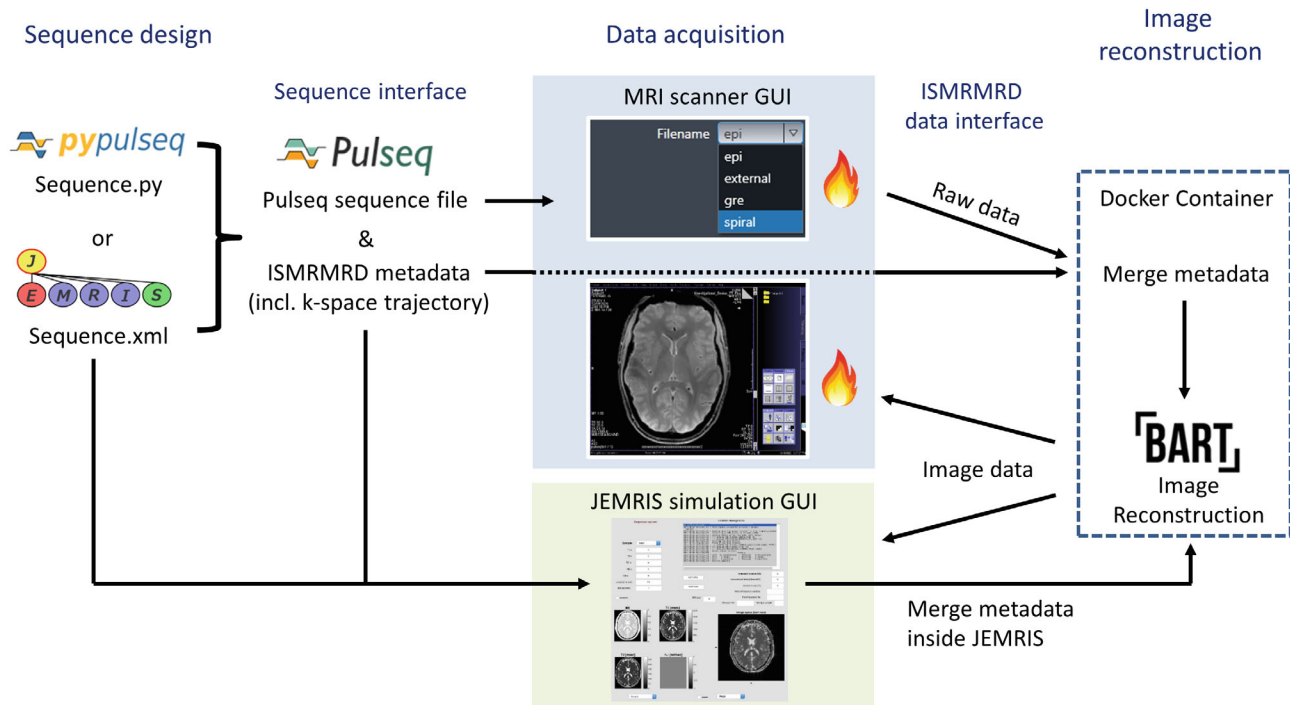 Sequence design
Data acquisition
Image
reconstruction
Sequence interface
MRI scanner GUI
ISMRMRD
data interface
pypulseq
Sequence.py
or
J
E M R I S
Sequence.xml
Pulseq
Pulseq sequence file
&
ISMRMRD metadata
(incl. k-space trajectory)
Filename epi
epi
external
gre
spiral
Raw data
Docker Container
Merge metadata
BART
Image
Reconstruction
Image data
JEMRIS simulation GUI
Merge metadata
inside JEMRIS